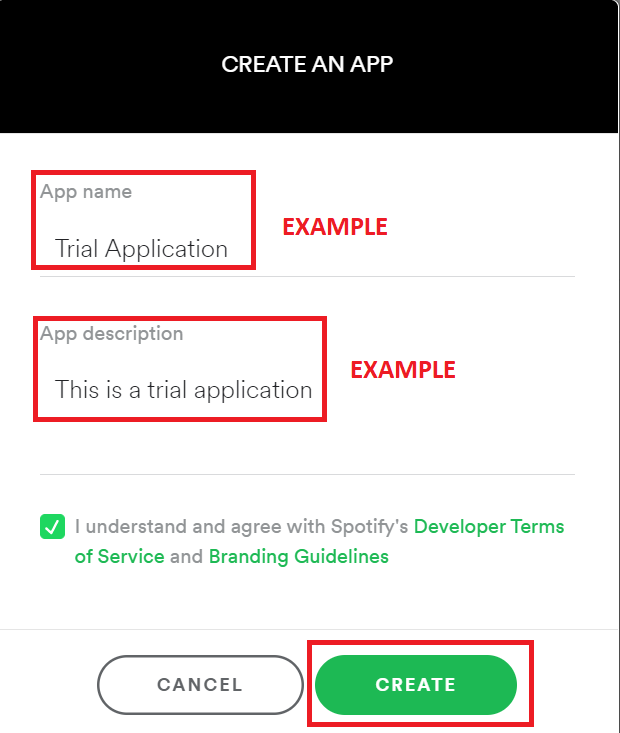 CREATE AN APP
App name
EXAMPLE
Trial Application
App description
EXAMPLE
This is a trial application
I understand and agree with Spotify's Developer Terms
of Service and Branding Guidelines
CANCEL
CREATE